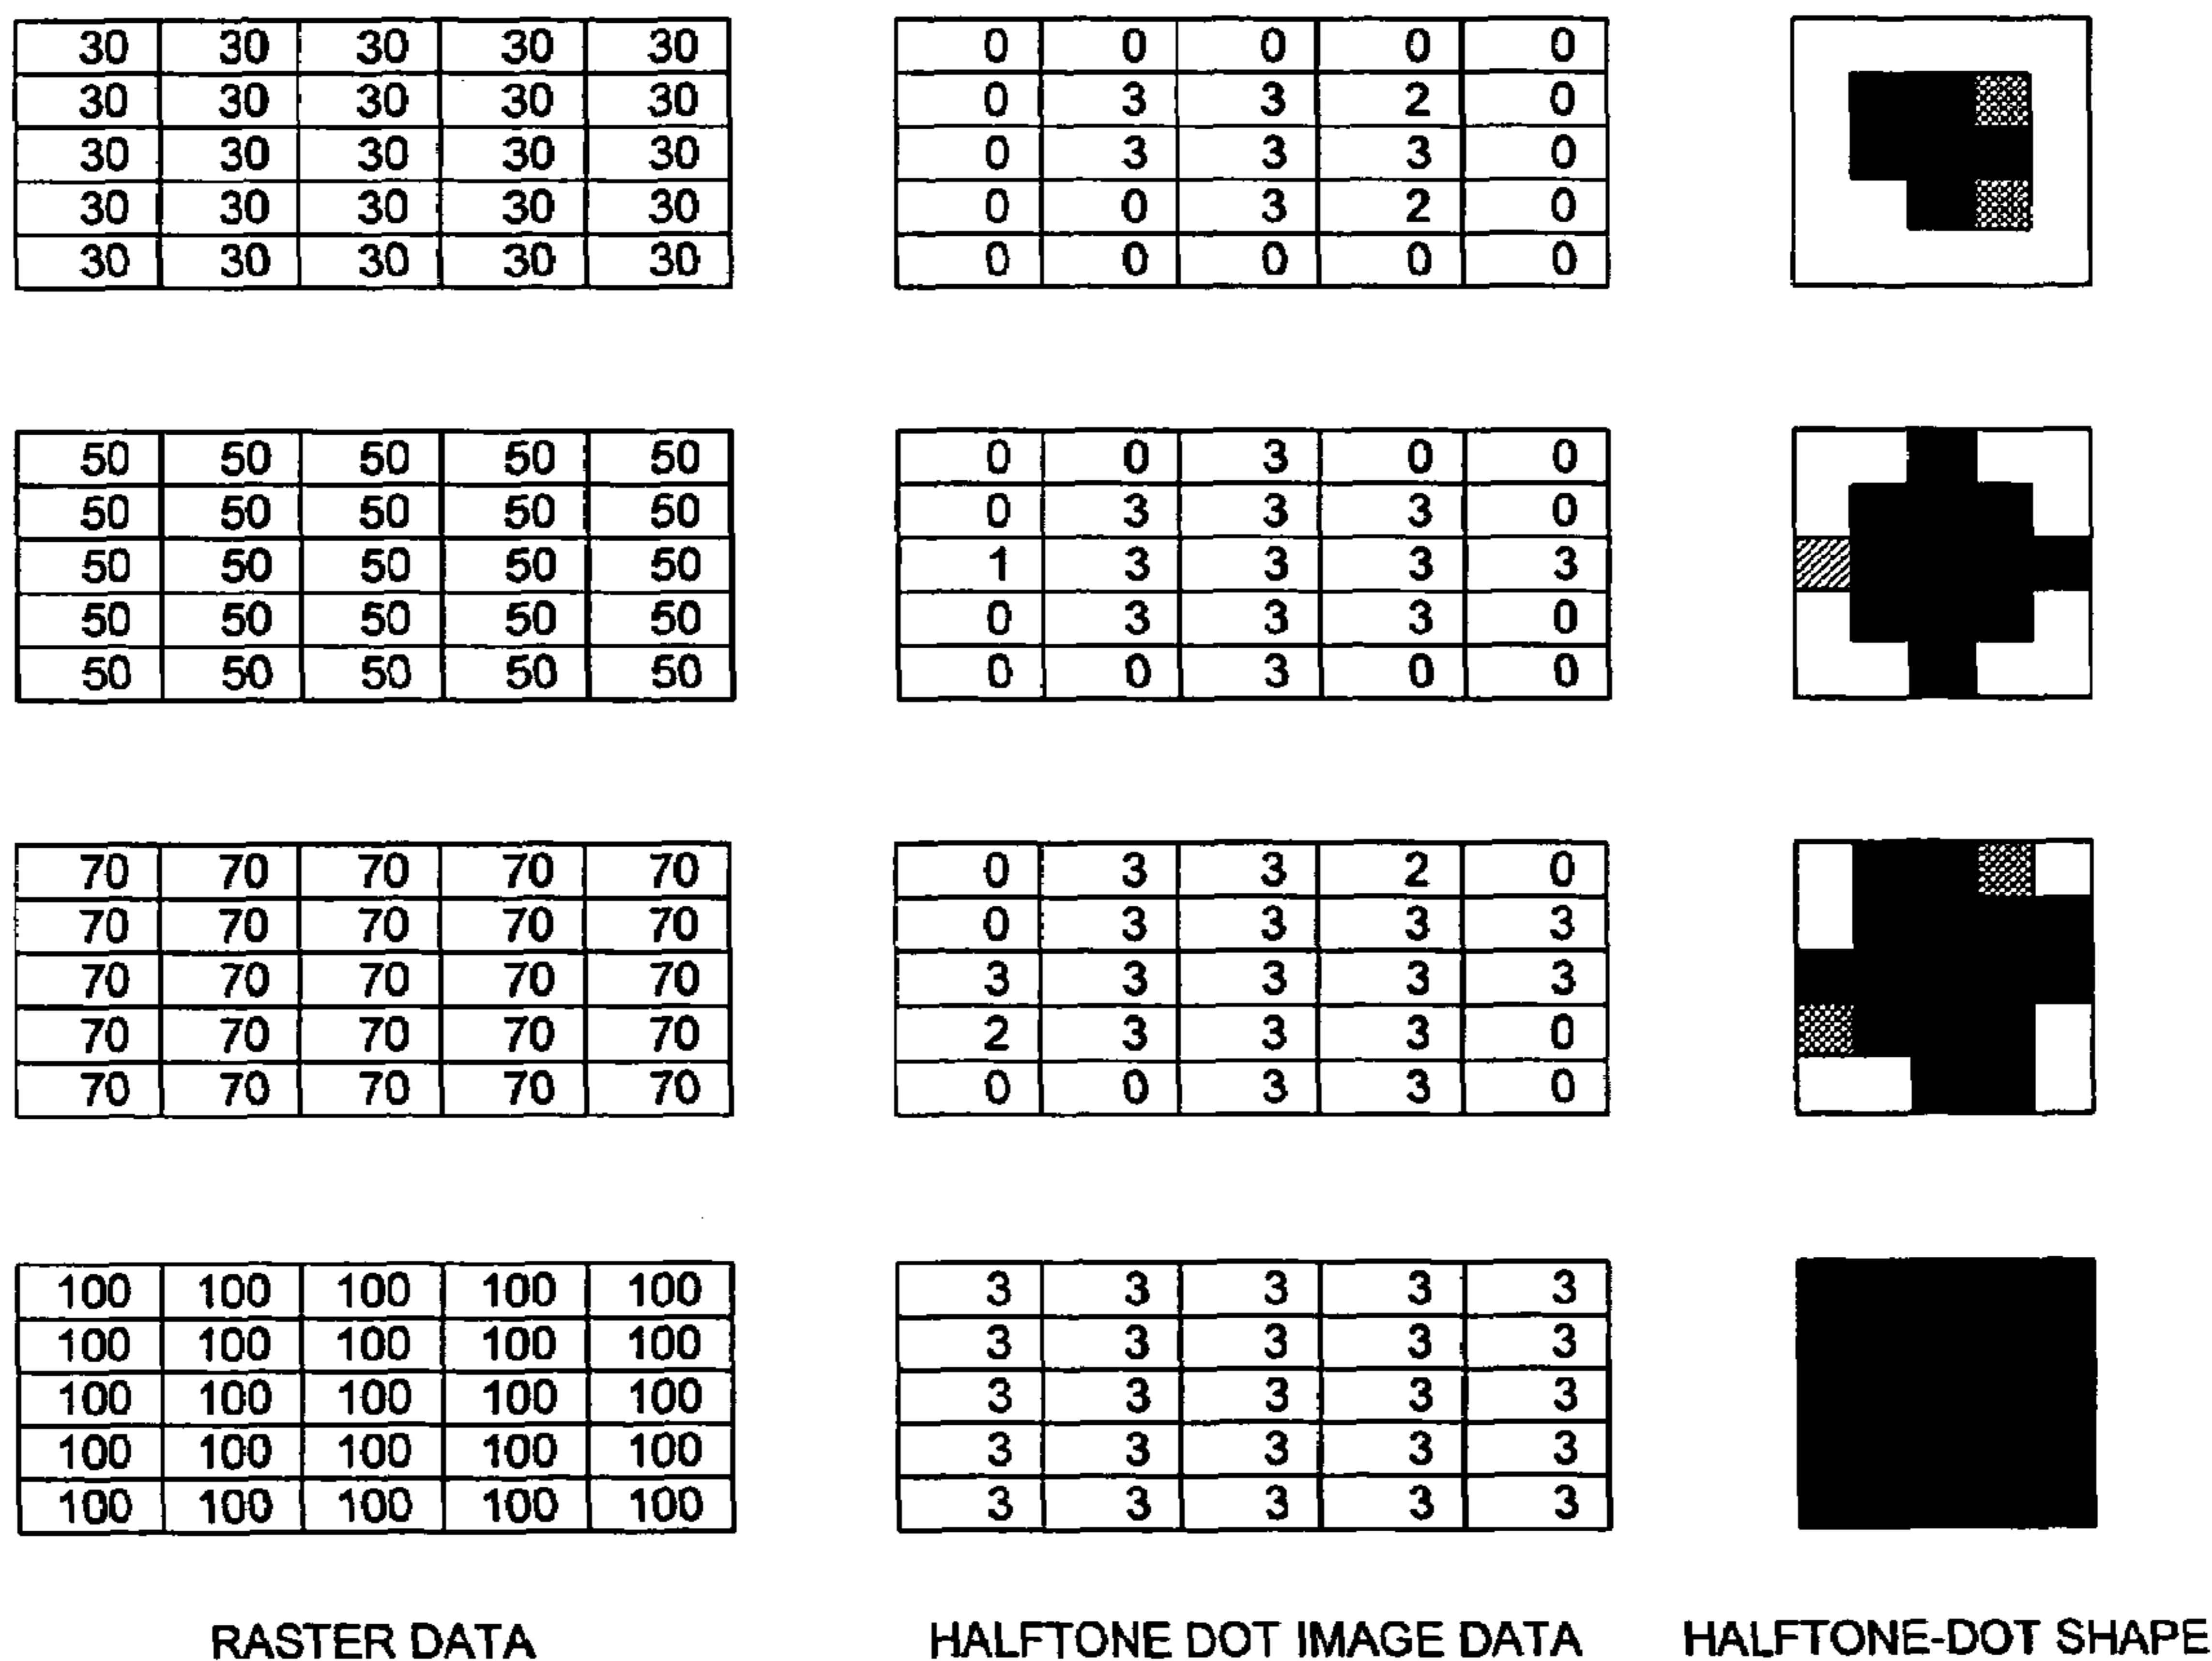 30 30 30 30 30 0 0 0 0 0
30 30 30 30 30 0 3 3 2 0
30 30 30 30 30 0 3 3 3 0
30 30 30 30 30 0 0 3 2 0
30 30 30 30 30 0 0 0 0 0
50 50 50 50 50 0 0 3 0 0
50 50 50 50 50 0 3 3 3 0
50 50 50 50 50 1 3 3 3 3
50 50 50 50 50 0 3 3 3 0
50 50 50 50 50 0 0 3 0 0
70 70 70 70 70 0 3 3 2 0
70 70 70 70 70 0 3 3 3 3
70 70 70 70 70 3 3 3 3 3
70 70 70 70 70 2 3 3 3 0
70 70 70 70 70 0 0 3 3 0
100 100 100 100 100 3 3 3 3 3
100 100 100 100 100 3 3 3 3 3
100 100 100 100 100 3 3 3 3 3
100 100 100 100 100 3 3 3 3 3
100 100 100 100 100 3 3 3 3 3
RASTER DATA HALFTONE DOT IMAGE DATA HALFTONE-DOT SHAPE